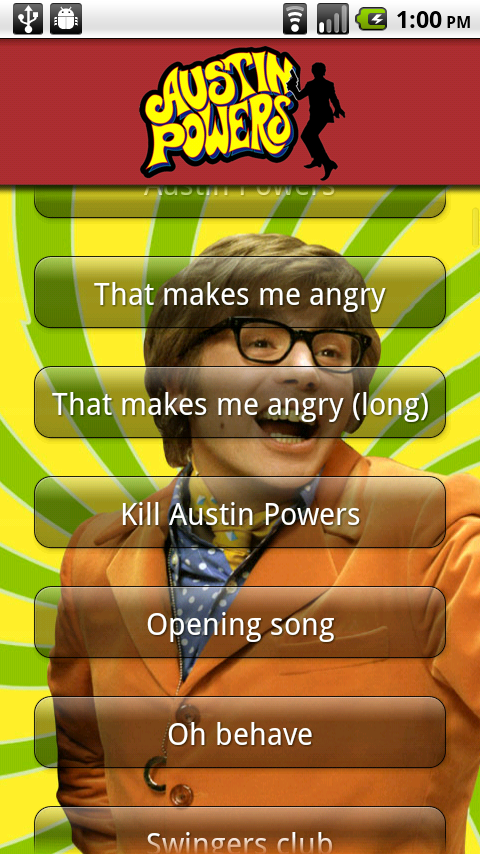 1:00 PM
AUSTIN
POWERS
Austin Powers
That makes me angry
That makes me angry (long)
Kill Austin Powers
Opening song
Oh behave
Swingers club